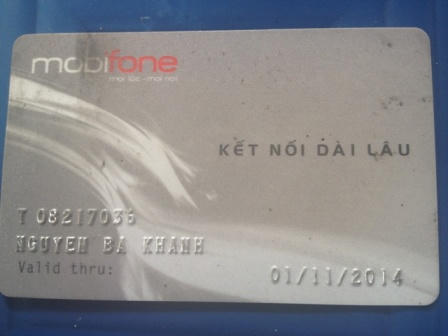 mobifone
mọi lúc - mọi nơi
KẾT NỐI DÀI LÂU
T 08217036
NGUYEN BA KHANH
Valid thru: 01/11/2014